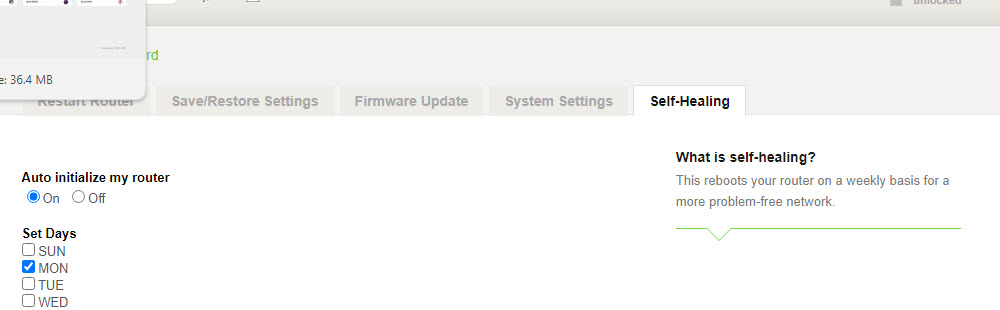 unlocked
rd
e: 36.4 MB
Restart Router
Save/Restore Settings
Firmware Update
System Settings
Self-Healing
Auto initialize my router
On
Off
Set Days
SUN
MON
TUE
WED
What is self-healing?
This reboots your router on a weekly basis for a
more problem-free network.